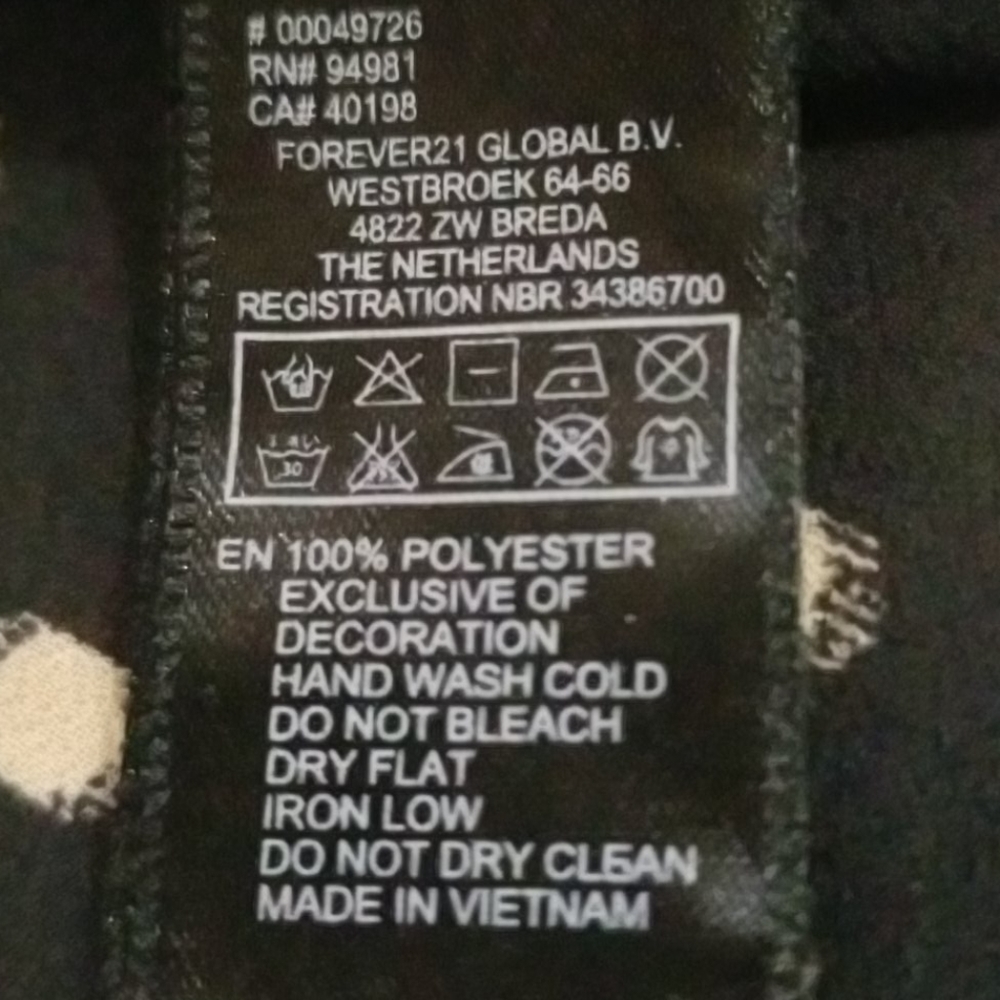 # 00049726
RN# 94981
CA# 40198
FOREVER21 GLOBAL B.V.
WESTBROEK 64-66
4822 ZW BREDA
THE NETHERLANDS
REGISTRATION NBR 34386700
30
EN 100% POLYESTER
EXCLUSIVE OF
DECORATION
HAND WASH COLD
DO NOT BLEACH
DRY FLAT
IRON LOW
DO NOT DRY CLEAN
MADE IN VIETNAM